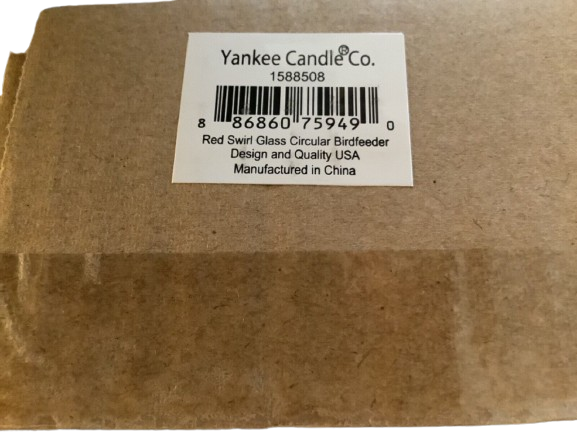 Yankee Candle® Co.
1588508
8 86860 75949 0
Red Swirl Glass Circular Birdfeeder
Design and Quality USA
Manufactured in China